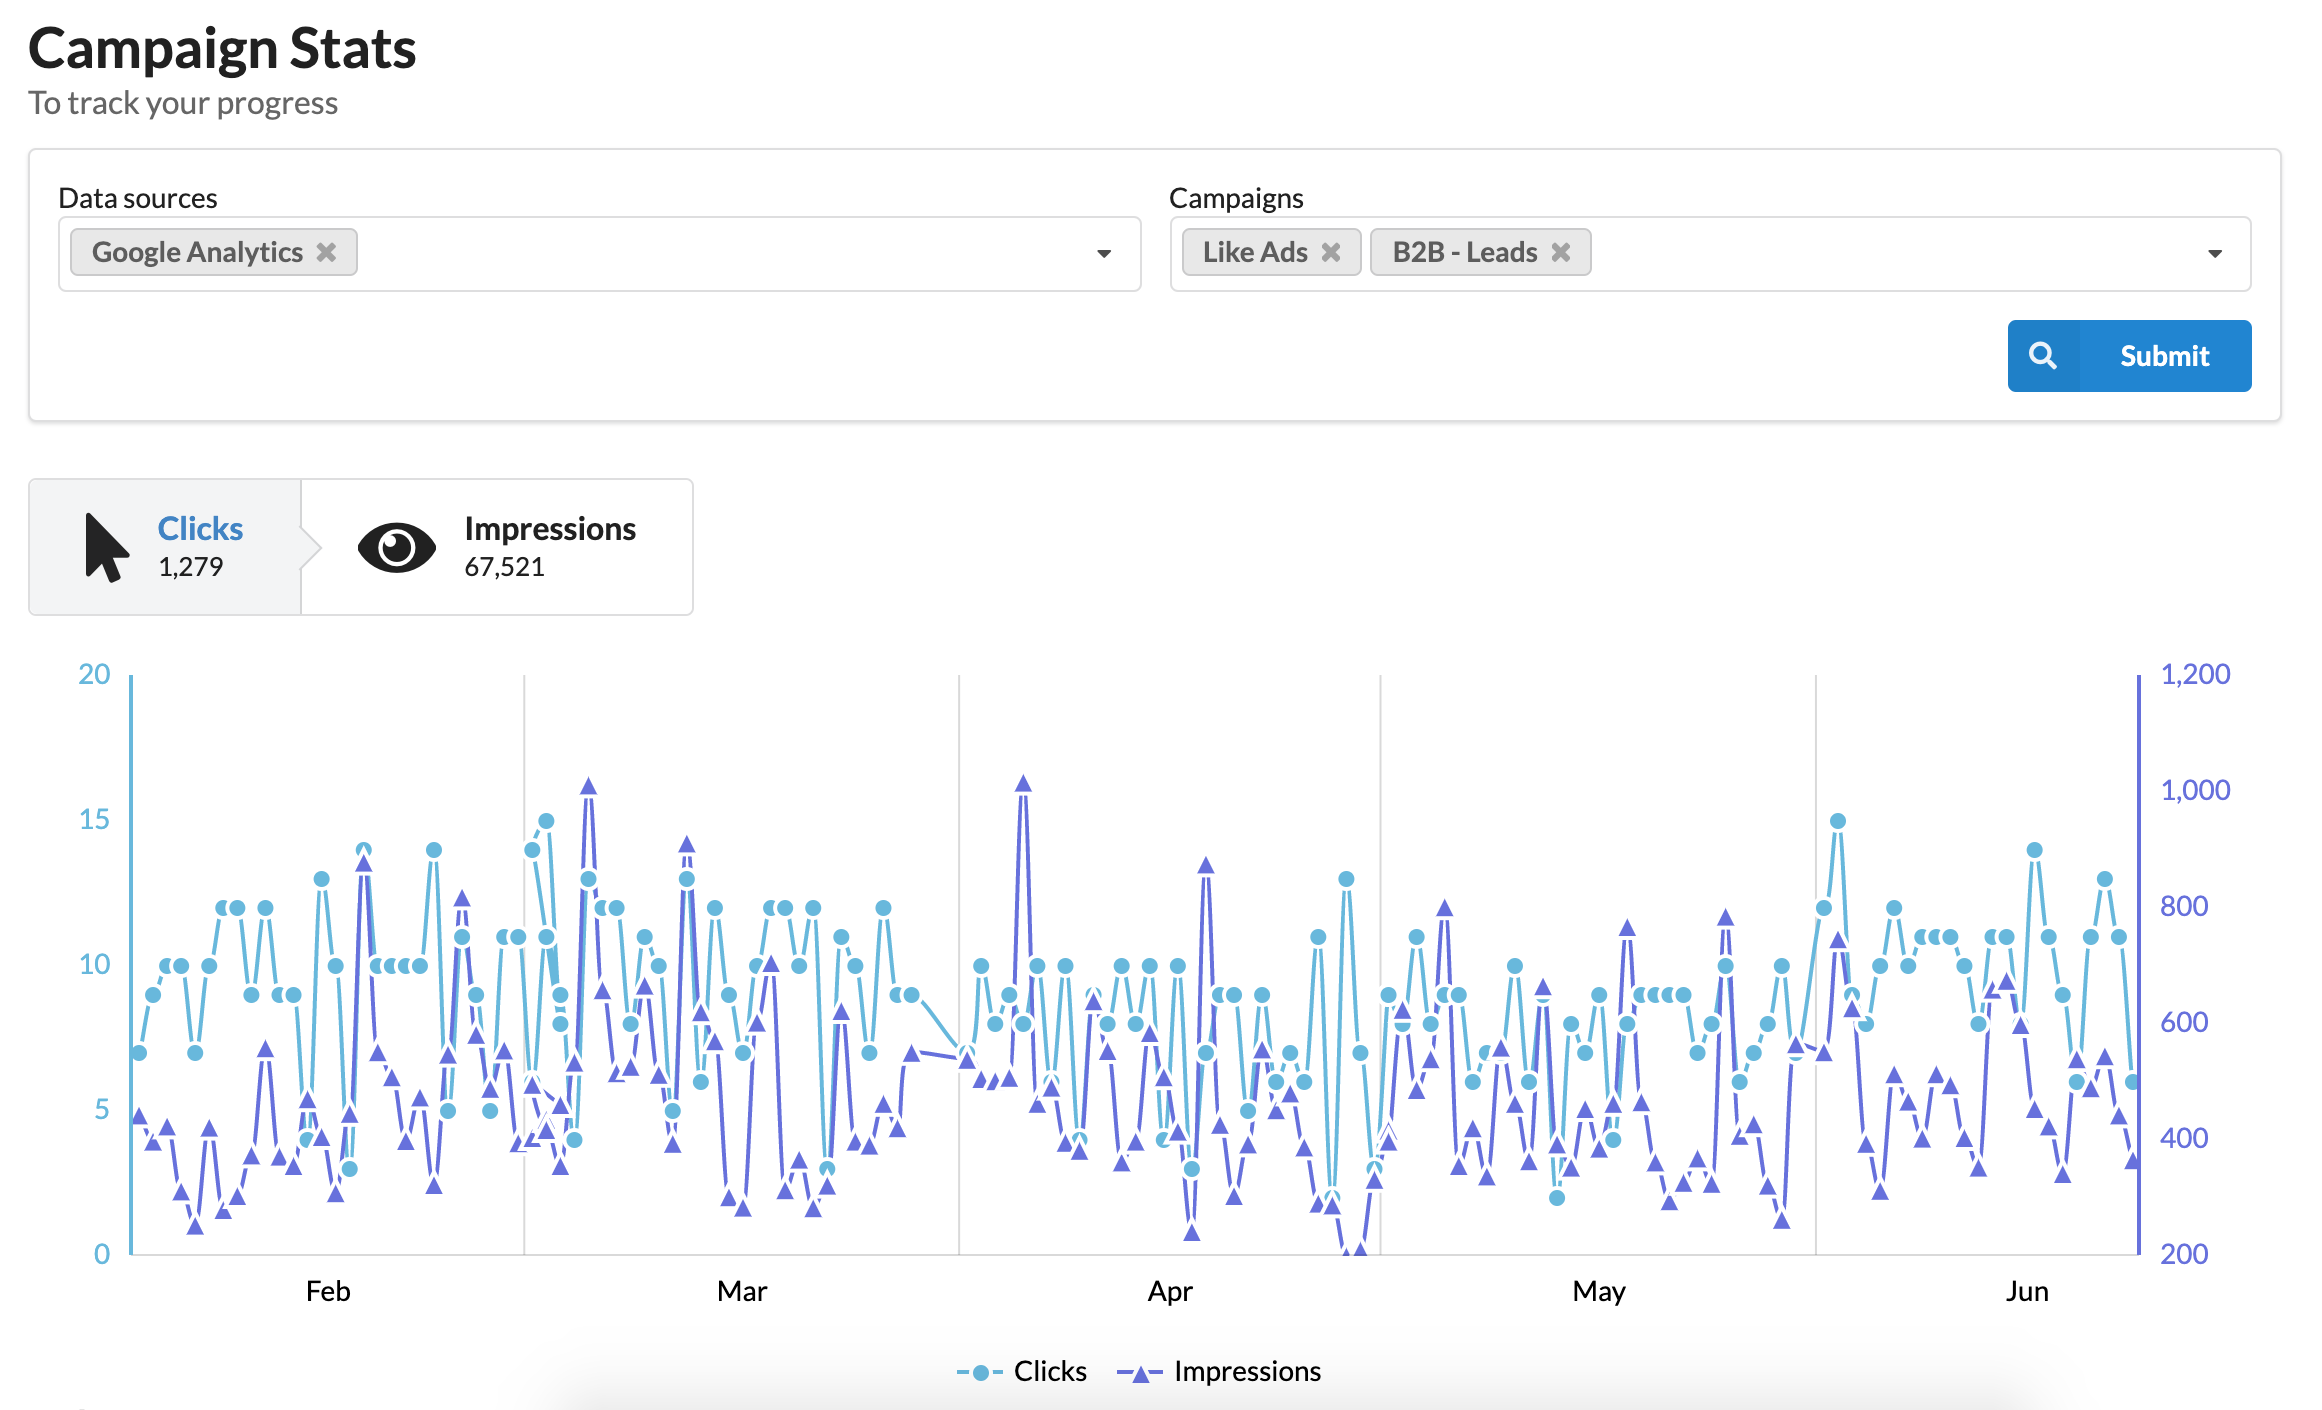 Campaign Stats
To track your progress
Data sources
Google Analytics
Campaigns
Like Ads
B2B - Leads
Submit
Clicks
1,279
Impressions
67,521
20
15
10
5
0
1,200
1,000
800
600
400
200
Feb
Mar
Apr
May
Jun
Clicks
Impressions